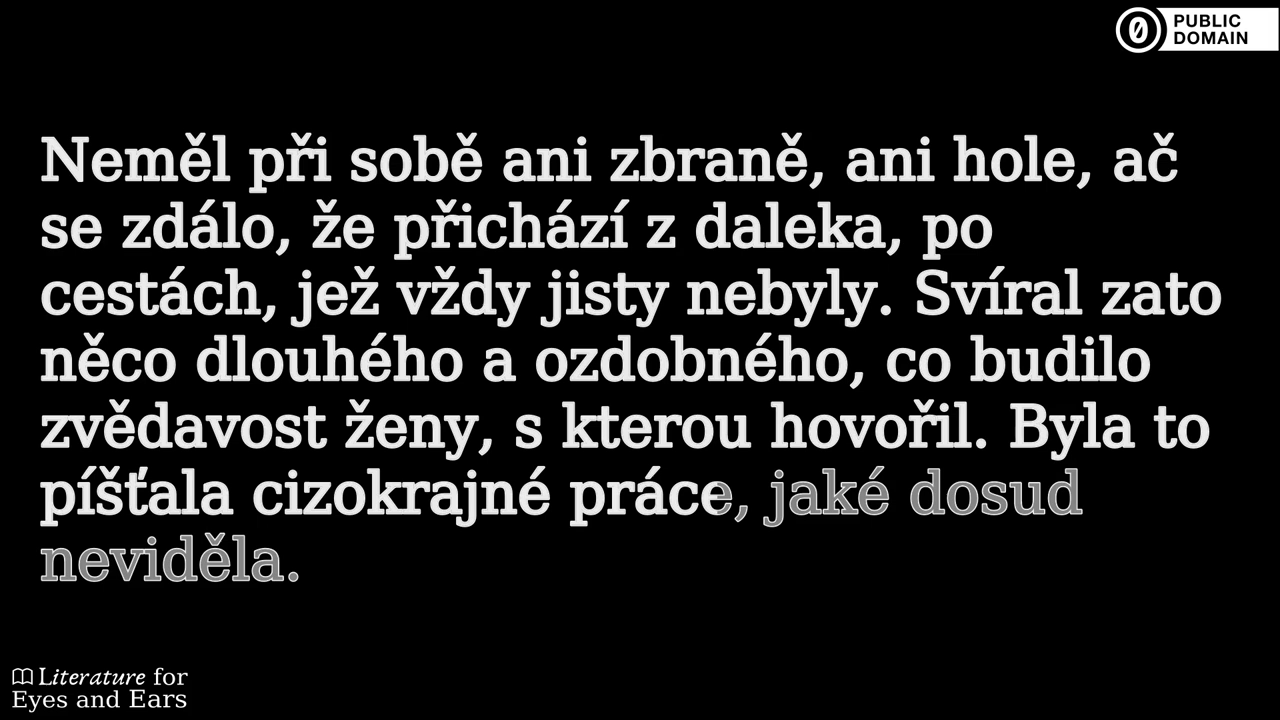 PUBLIC
DOMAIN
Neměl při sobě ani zbraně, ani hole, ač
se zdálo, že přichází z daleka, po
cestách, jež vždy jisty nebyly. Svíral zato
něco dlouhého a ozdobného, co budilo
zvědavost ženy, s kterou hovořil. Byla to
píšťala cizokrajné práce, jaké dosud
neviděla.
Literature for
Eyes and Ears